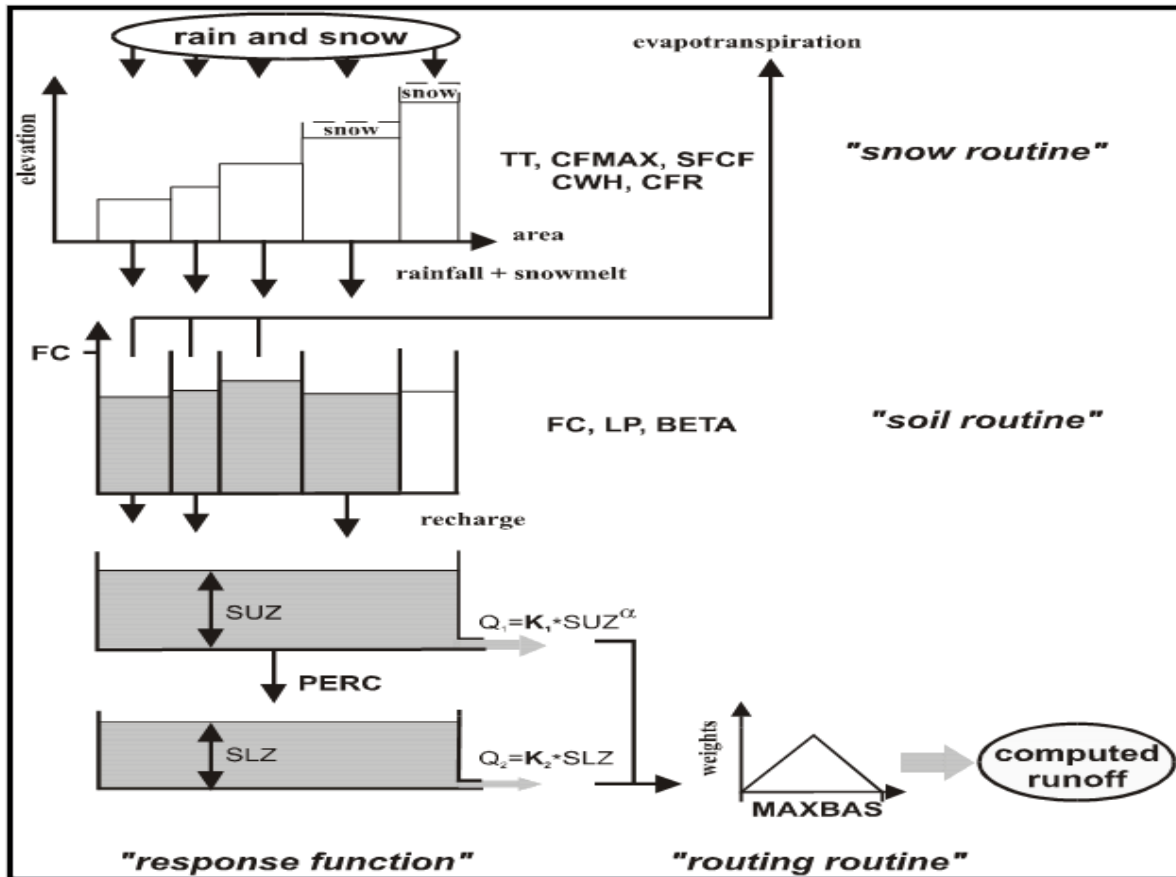 rain and snow
evapotranspiration
elevation
snow
snow
TT, CFMAX, SFCF
CWH, CFR
"snow routine"
area
rainfall + snowmelt
FC
FC, LP, BETA
"soil routine"
recharge
SUZ
Q₁=K₁*SUZ^α
PERC
SLZ
Q₂=K₂*SLZ
weights
MAXBAS
computed
runoff
"response function"
"routing routine"